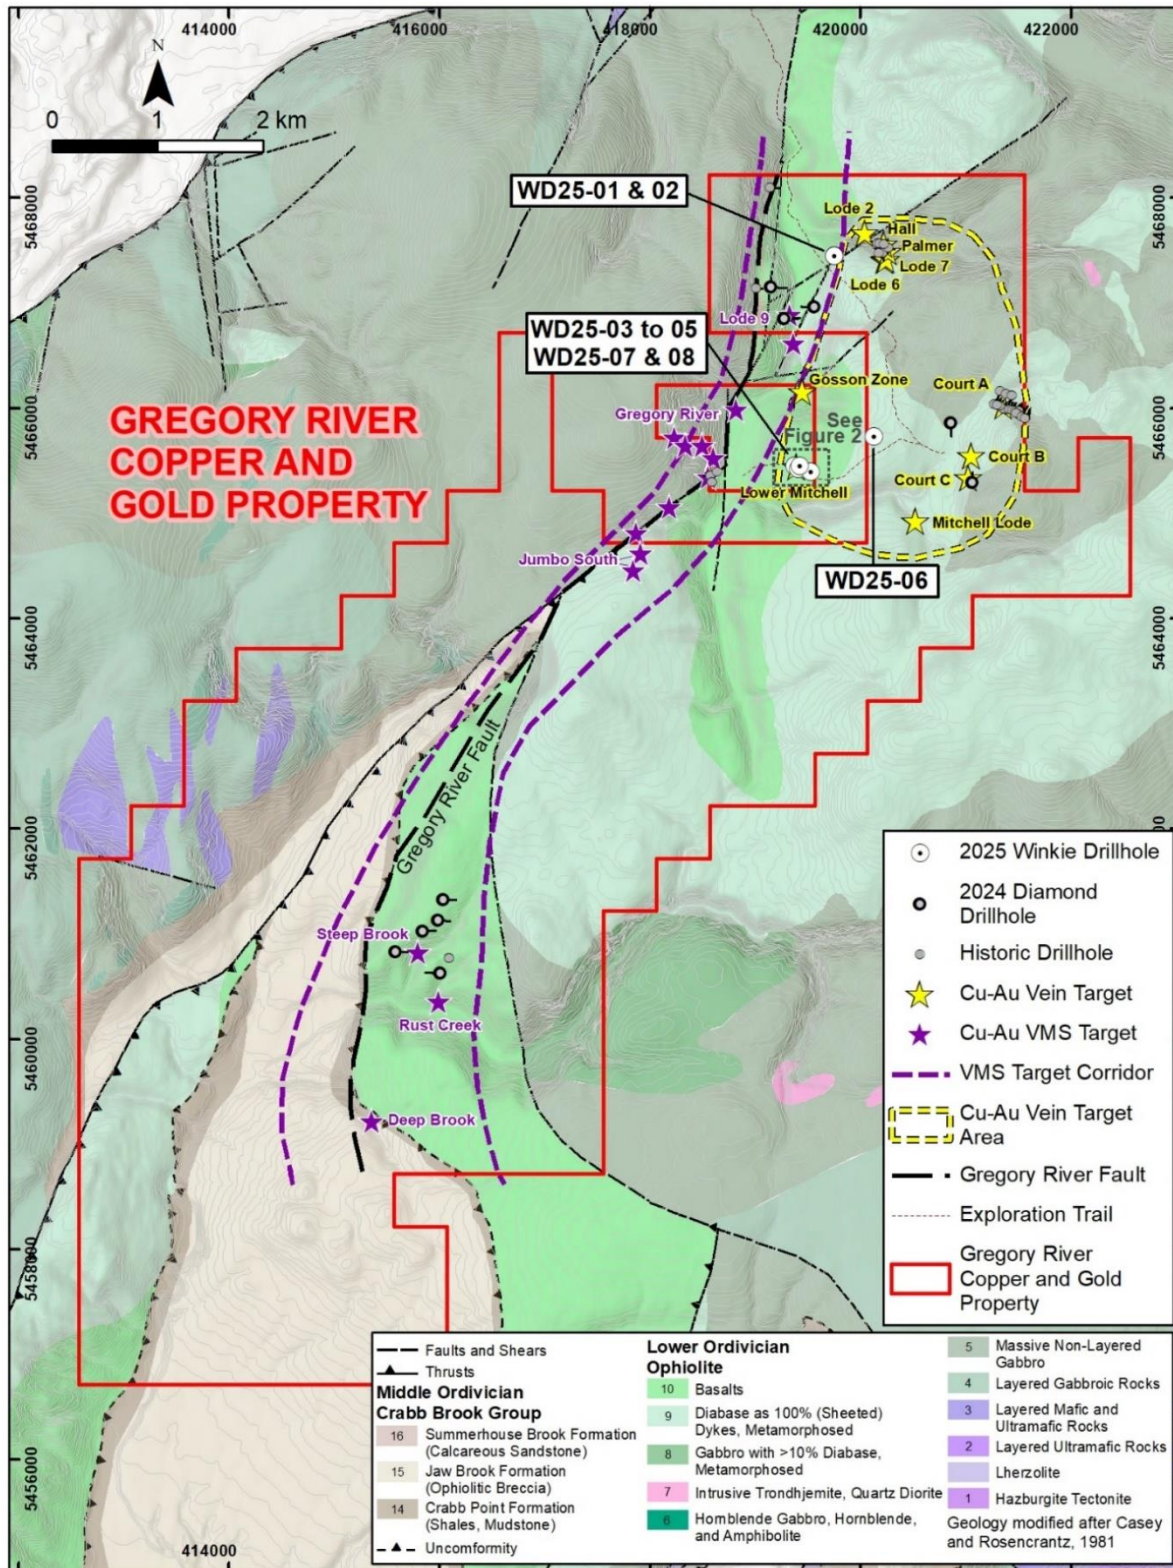 414000
416000
418000
420000
422000
N
0 1 2 km
5468000
5468000
WD25-01 & 02
Lode 2
Hall
Palmer
Lode 7
Lode 6
Lode 9
WD25-03 to 05
WD25-07 & 08
Gosson Zone
Court A
5466000
5466000
GREGORY RIVER
COPPER AND
GOLD PROPERTY
Gregory River
See
Figure 2
Court B
Court C
Lower Mitchell
Mitchell Lode
Jumbo South
WD25-06
5464000
5464000
Gregory River Fault
5462000
Steep Brook
Rust Creek
5460000
Deep Brook
5458000
5456000
414000
2025 Winkie Drillhole
2024 Diamond
Drillhole
Historic Drillhole
Cu-Au Vein Target
Cu-Au VMS Target
VMS Target Corridor
Cu-Au Vein Target
Area
Gregory River Fault
Exploration Trail
Gregory River
Copper and Gold
Property
Faults and Shears
Thrusts
Middle Ordivician
Crabb Brook Group
16 Summerhouse Brook Formation
(Calcareous Sandstone)
15 Jaw Brook Formation
(Ophiolitic Breccia)
14 Crabb Point Formation
(Shales, Mudstone)
Uncomformity
Lower Ordivician
Ophiolite
10 Basalts
9 Diabase as 100% (Sheeted)
Dykes, Metamorphosed
8 Gabbro with >10% Diabase,
Metamorphosed
7 Intrusive Trondhjemite, Quartz Diorite
6 Hornblende Gabbro, Hornblende,
and Amphibolite
5 Massive Non-Layered
Gabbro
4 Layered Gabbroic Rocks
3 Layered Mafic and
Ultramafic Rocks
2 Layered Ultramafic Rocks
Lherzolite
1 Hazburgite Tectonite
Geology modified after Casey
and Rosencrantz, 1981